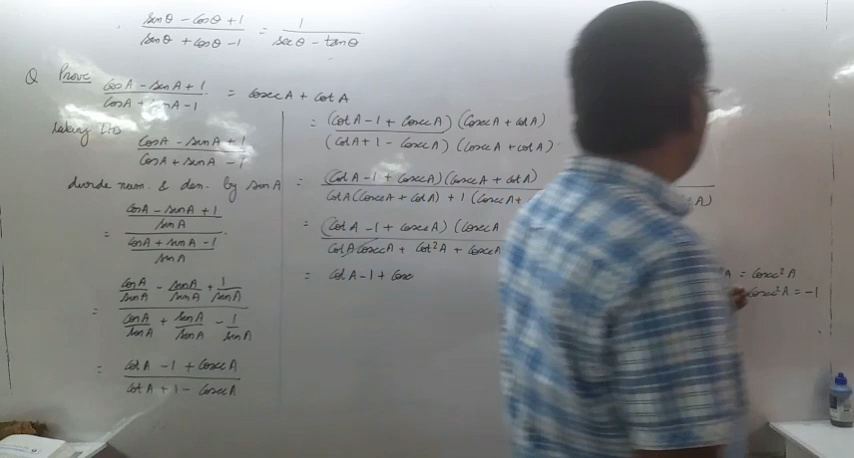 sinθ - cosθ + 1 / sinθ + cosθ - 1 = 1 / secθ - tanθ
Q Prove cosA - sinA + 1 / cosA + sinA - 1 = cosecA + cotA
taking LHS cosA - sinA + 1 / cosA + sinA - 1
divide num. & den. by sinA
= cosA - sinA + 1 / sinA / cosA + sinA - 1 / sinA
= cosA / sinA - sinA / sinA + 1 / sinA / cosA / sinA + sinA / sinA - 1 / sinA
= cotA - 1 + cosecA / cotA + 1 - cosecA
= (cotA - 1 + cosecA) (cosecA + cotA) / (cotA + 1 - cosecA) (cosecA + cotA)
= (cotA - 1 + cosecA) (cosecA + cotA) / cotA (cosecA + cotA) + 1 (cosecA + A)
= (cotA - 1 + cosecA) (cosecA / cotA cosecA + cot²A + cosecA
= cotA - 1 + cose
A = cosec²A
cosec²A = -1